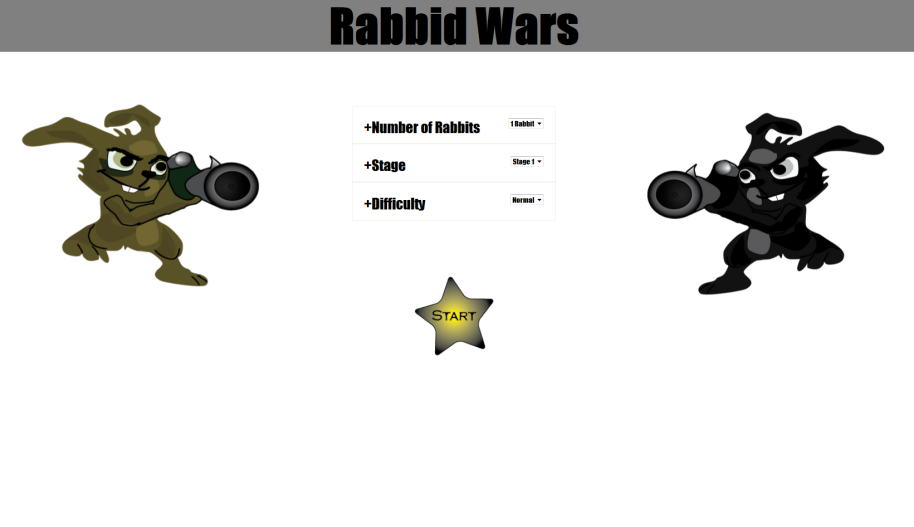 Rabbid Wars
+Number of Rabbits 1 Rabbit
+Stage Stage 1
+Difficulty Normal
START